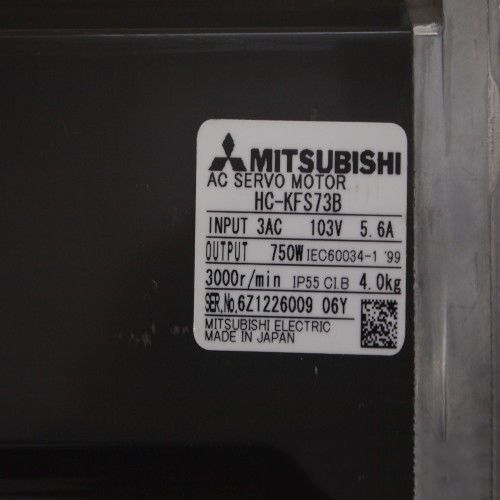 MITSUBISHI
AC SERVO MOTOR
HC-KFS73B
INPUT 3AC 103V 5.6A
OUTPUT 750W IEC60034-1 '99
3000r/min IP55 CI.B 4.0kg
SER.No.6Z1226009 06Y
MITSUBISHI ELECTRIC
MADE IN JAPAN